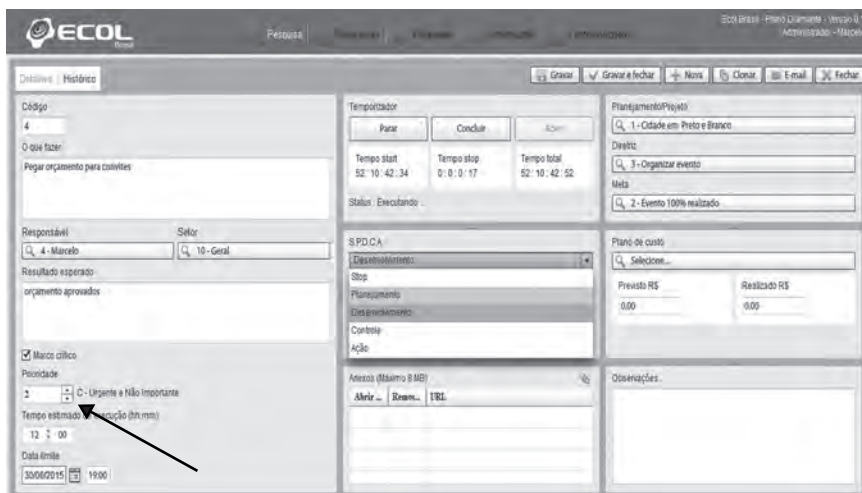 ECOL
Brasil
Pesquisa
Ecol Brasil - Plano Diamante - Versão
Administrador - Marcelo
Detalhes Histórico
Gravar Gravar e fechar Nova Clonar E-mail Fechar
Código
4
O que fazer
Pegar orçamento para convites
Responsável Setor
4 - Marcelo 10 - Geral
Resultado esperado
orçamento aprovados
Marco crítico
Prioridade
C - Urgente e Não Importante
Tempo estimado execução (hh:mm)
12 : 00
Data limite
30/06/2015 19:00
Temporizador
Parar Concluir Abrir
Tempo start Tempo stop Tempo total
52:10:42:34 0:0:0:17 52:10:42:52
Status: Executando ...
S.P.D.C.A
Desenvolvimento
Stop
Planejamento
Desenvolvimento
Controle
Ação
Anexos (Máximo 8 MB)
Abrir ... Remov... URL
Planejamento/Projeto
1 - Cidade em Preto e Branco
Diretriz
3 - Organizar evento
Meta
2 - Evento 100% realizado
Plano de custo
Selecione...
Previsto R$ Realizado R$
0,00 0,00
Observações